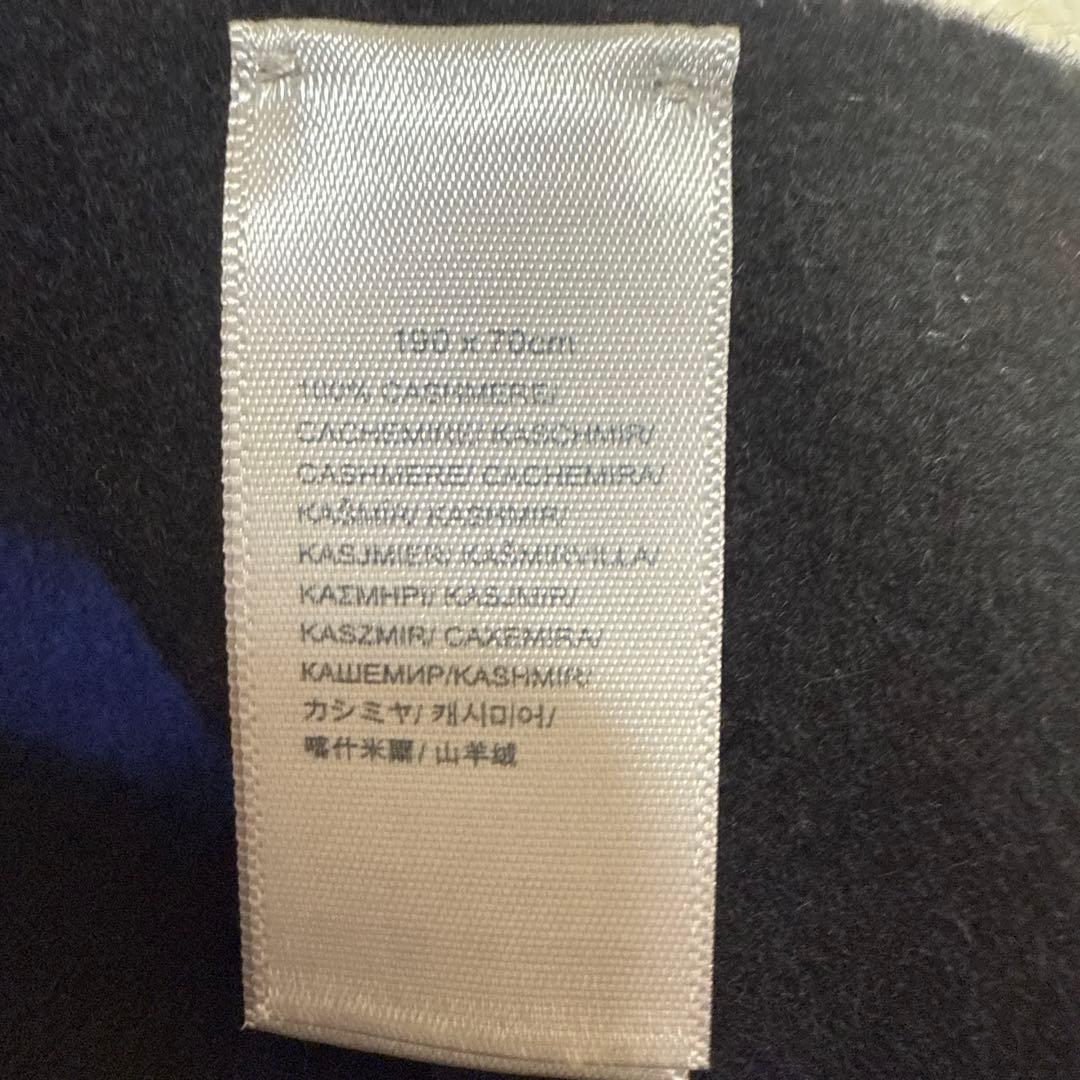 190 x 70cm
100% CASHMERE/
CACHEMIRE/ KASCHMIR/
CASHMERE/ CACHEMIRA/
KAŠMÍR/ KASHMIR/
KASJMIER/ KAŠMIRVILLA/
ΚΑΣΜΗΡΙ/ KASJMIR/
KASZMIR/ CAXEMIRA/
КАШЕМИР/KASHMIR/
カシミヤ/ 캐시미어/
喀什米爾/ 山羊绒